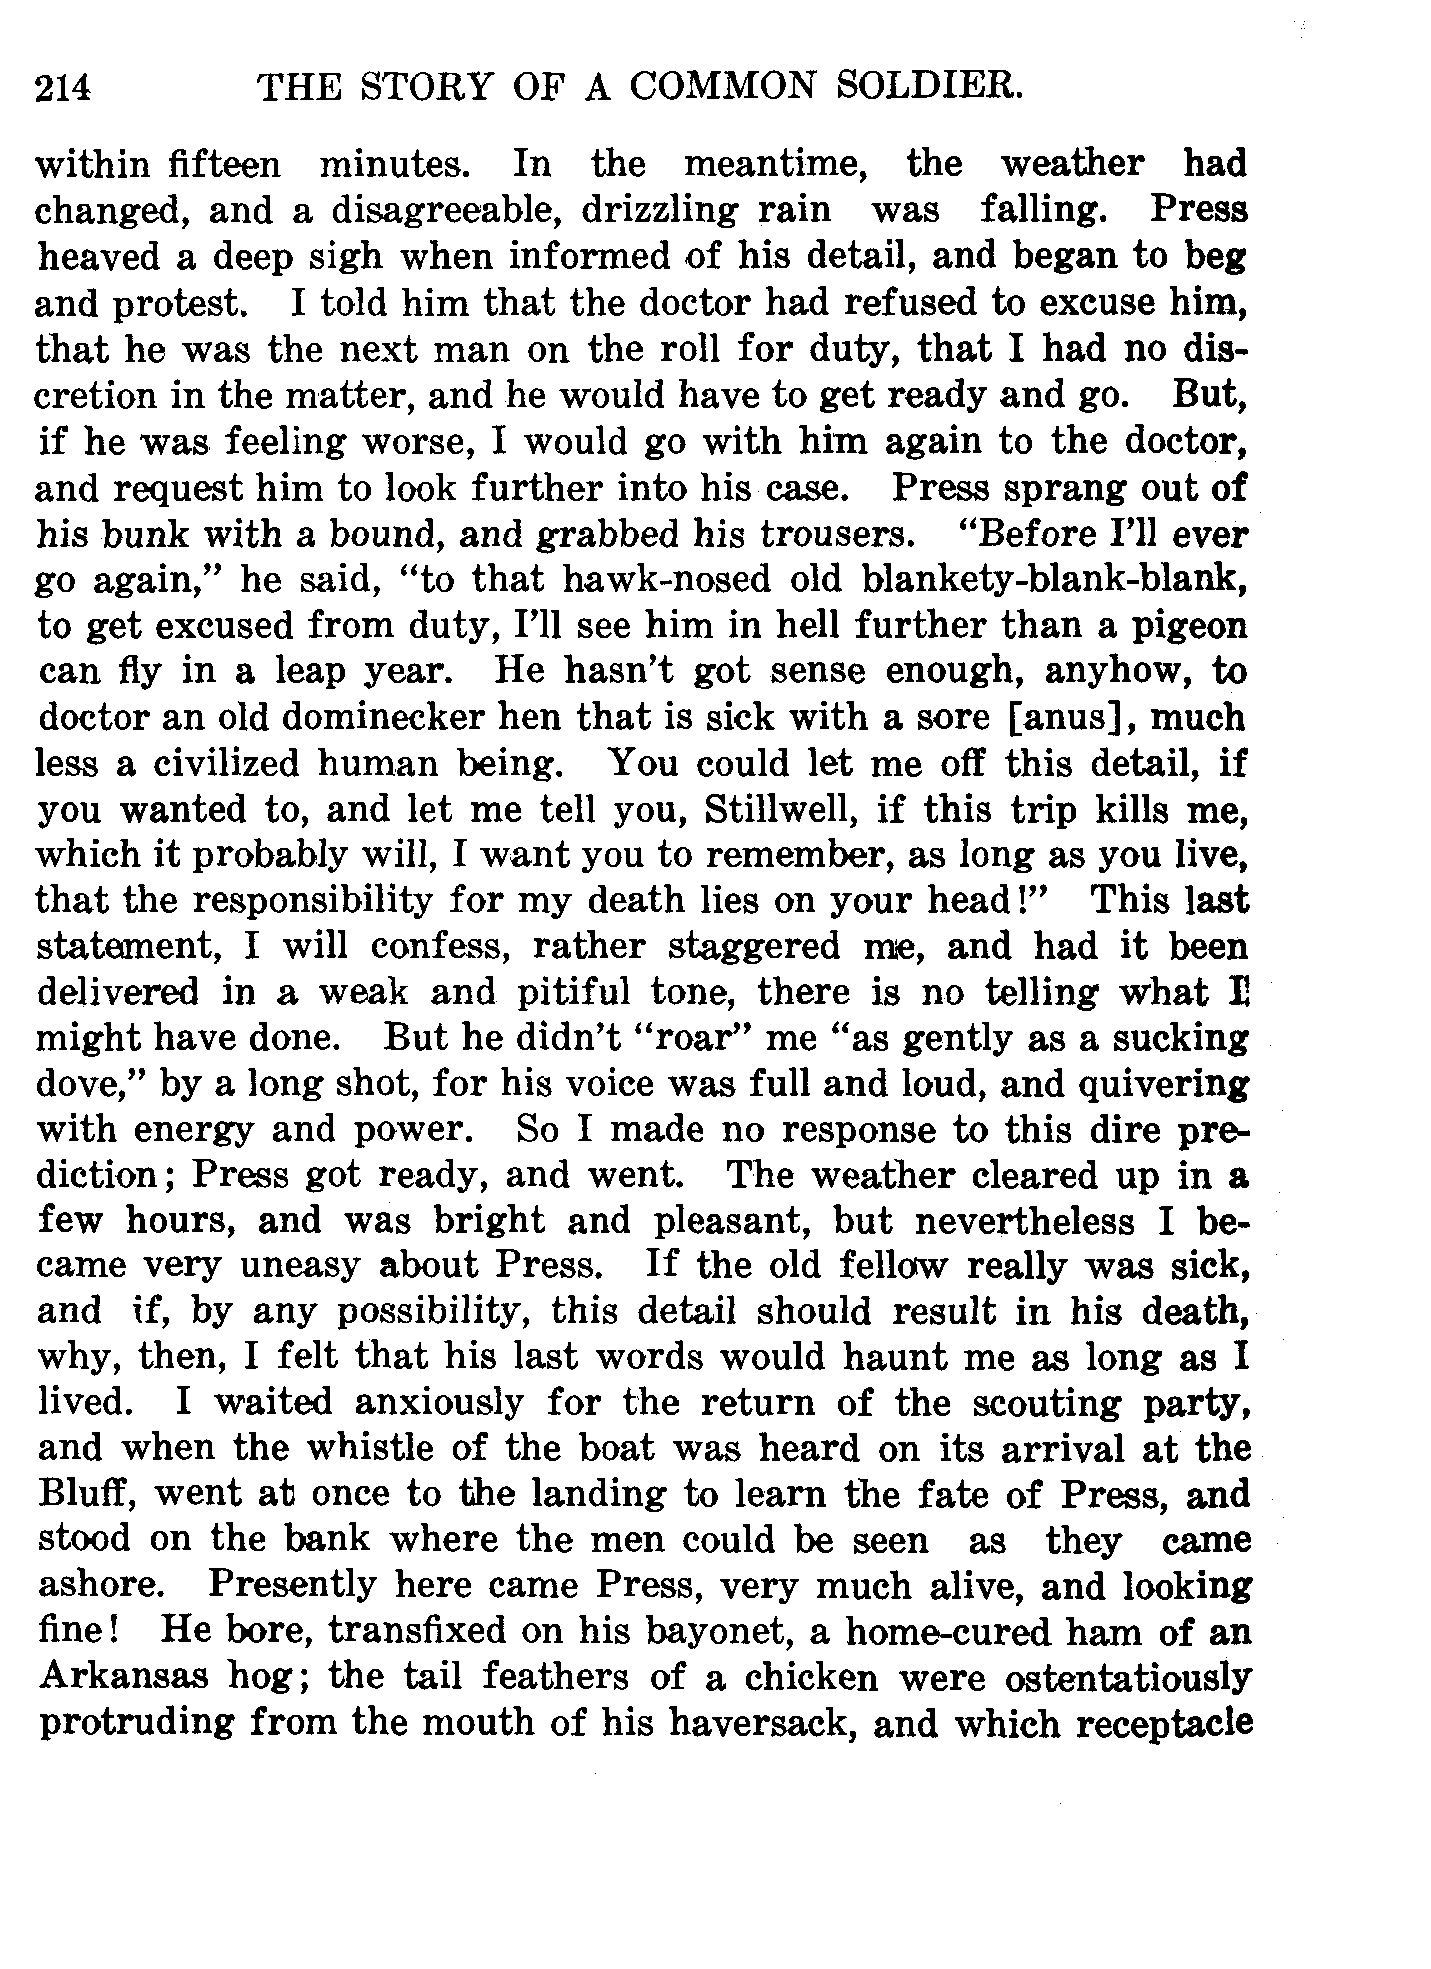 214 THE STORY OF A COMMON SOLDIER.
within fifteen minutes. In the meantime, the weather had
changed, and a disagreeable, drizzling rain was falling. Press
heaved a deep sigh when informed of his detail, and began to beg
and protest. I told him that the doctor had refused to excuse him,
that he was the next man on the roll for duty, that I had no dis-
cretion in the matter, and he would have to get ready and go. But,
if he was feeling worse, I would go with him again to the doctor,
and request him to look further into his case. Press sprang out of
his bunk with a bound, and grabbed his trousers. “Before I’ll ever
go again,” he said, “to that hawk-nosed old blankety-blank-blank,
to get excused from duty, I’ll see him in hell further than a pigeon
can fly in a leap year. He hasn’t got sense enough, anyhow, to
doctor an old dominecker hen that is sick with a sore [anus], much
less a civilized human being. You could let me off this detail, if
you wanted to, and let me tell you, Stillwell, if this trip kills me,
which it probably will, I want you to remember, as long as you live,
that the responsibility for my death lies on your head!” This last
statement, I will confess, rather staggered me, and had it been
delivered in a weak and pitiful tone, there is no telling what I
might have done. But he didn’t “roar” me “as gently as a sucking
dove,” by a long shot, for his voice was full and loud, and quivering
with energy and power. So I made no response to this dire pre-
diction; Press got ready, and went. The weather cleared up in a
few hours, and was bright and pleasant, but nevertheless I be-
came very uneasy about Press. If the old fellow really was sick,
and if, by any possibility, this detail should result in his death,
why, then, I felt that his last words would haunt me as long as I
lived. I waited anxiously for the return of the scouting party,
and when the whistle of the boat was heard on its arrival at the
Bluff, went at once to the landing to learn the fate of Press, and
stood on the bank where the men could be seen as they came
ashore. Presently here came Press, very much alive, and looking
fine! He bore, transfixed on his bayonet, a home-cured ham of an
Arkansas hog; the tail feathers of a chicken were ostentatiously
protruding from the mouth of his haversack, and which receptacle